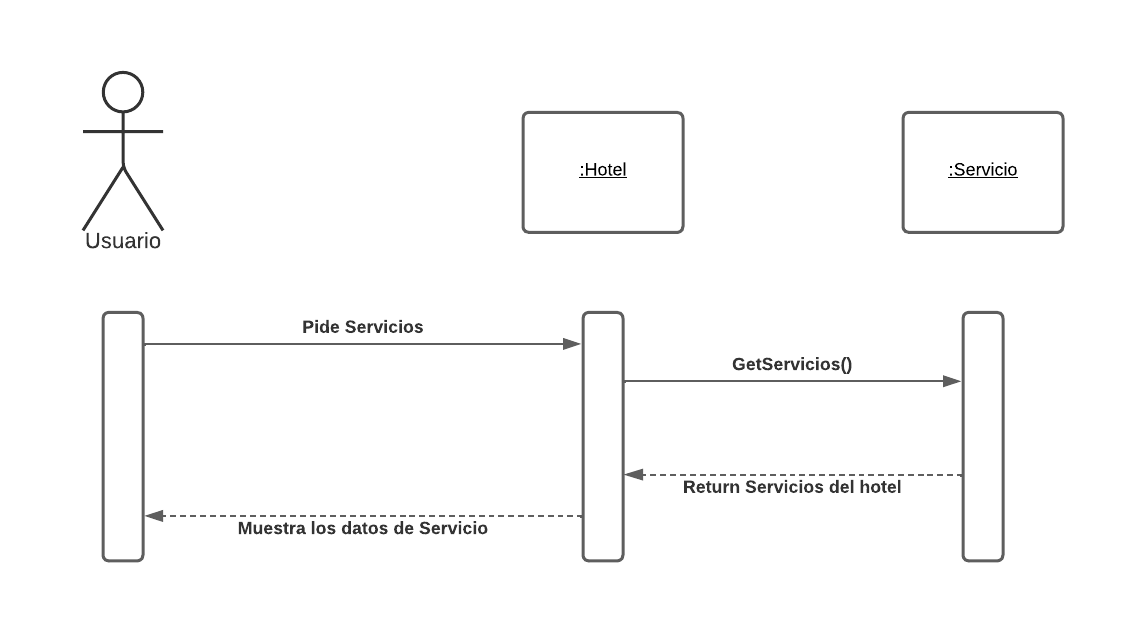 :Hotel
:Servicio
Usuario
Pide Servicios
GetServicios()
Return Servicios del hotel
Muestra los datos de Servicio